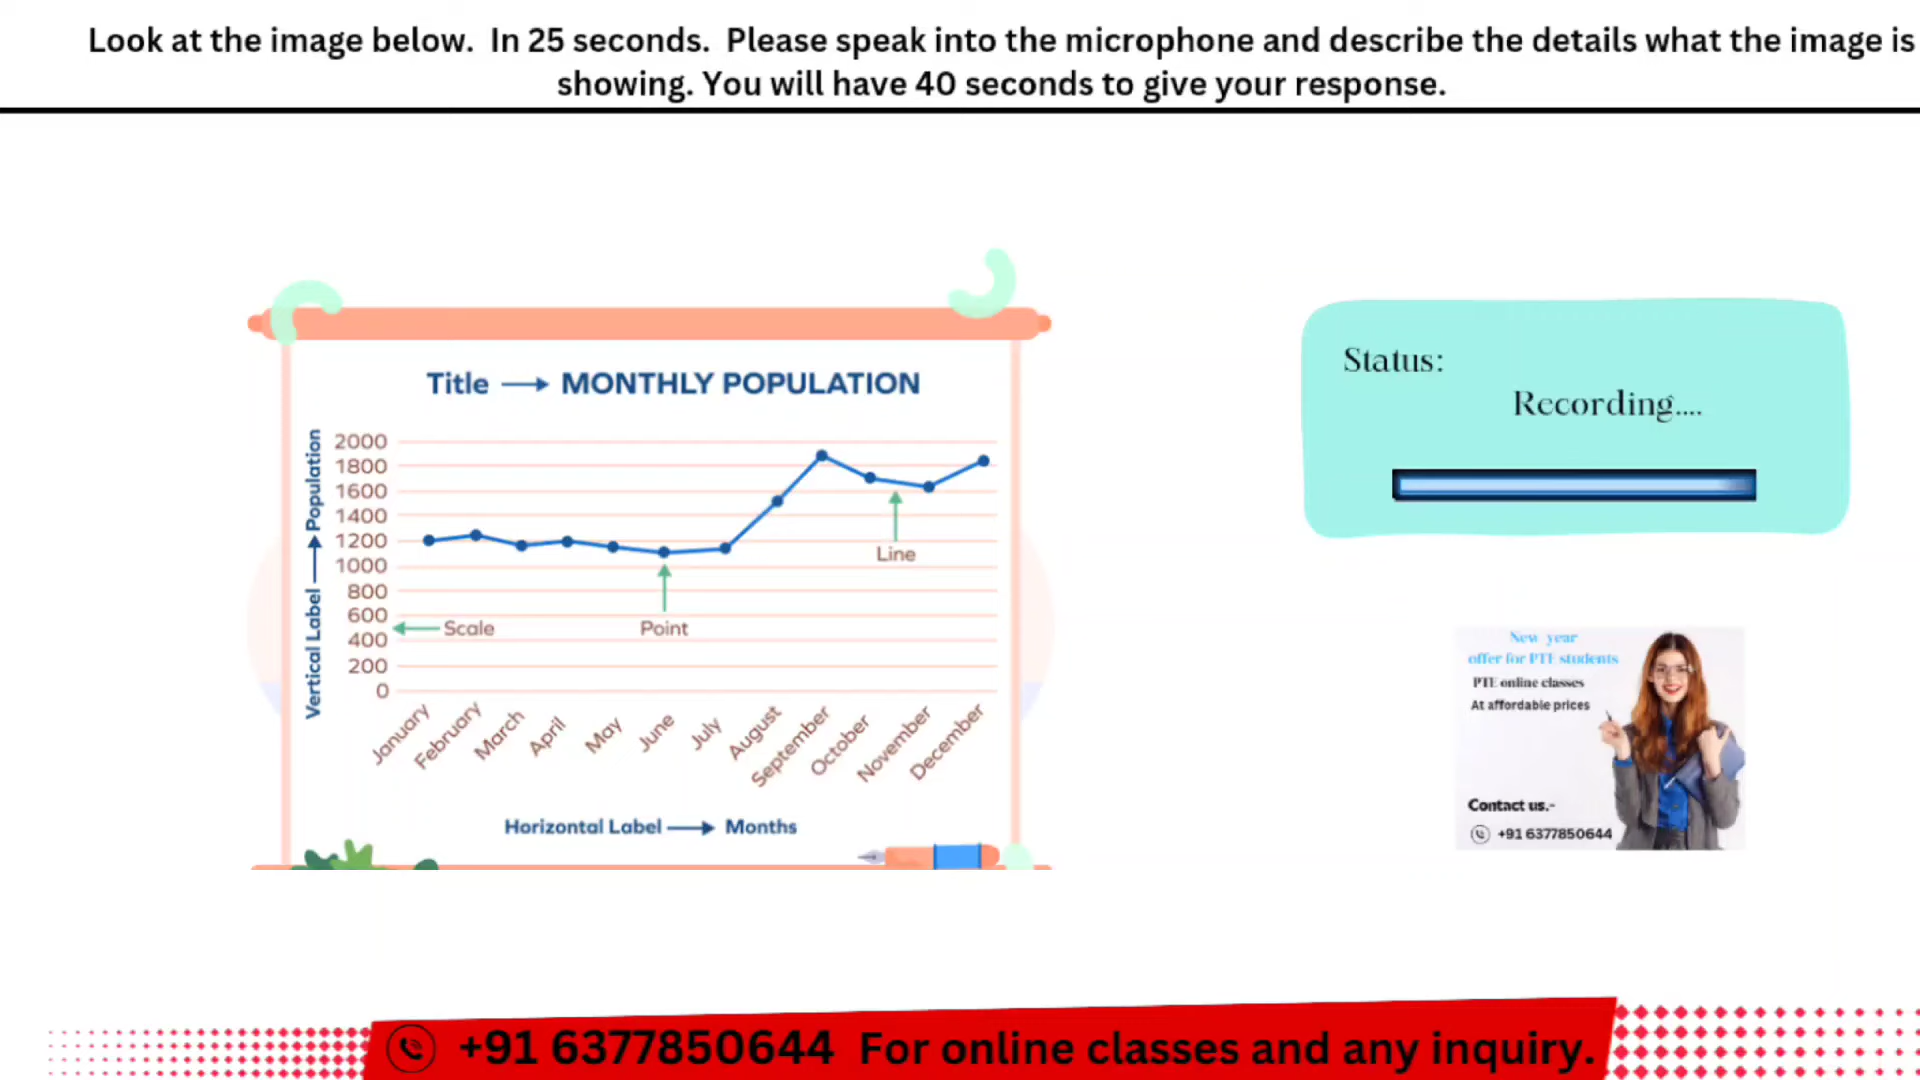 Look at the image below. In 25 seconds. Please speak into the microphone and describe the details what the image is
showing. You will have 40 seconds to give your response.
Title
MONTHLY POPULATION
Vertical Label
Population
2000
1800
1600
1400
1200
1000
800
600
400
200
0
Scale
Point
Line
January
February
March
April
May
June
July
August
September
October
November
December
Horizontal Label
Months
Status:
Recording....
New year
offer for PTE students
PTE online classes
At affordable prices
Contact us.-
+91 6377850644
+91 6377850644 For online classes and any inquiry.